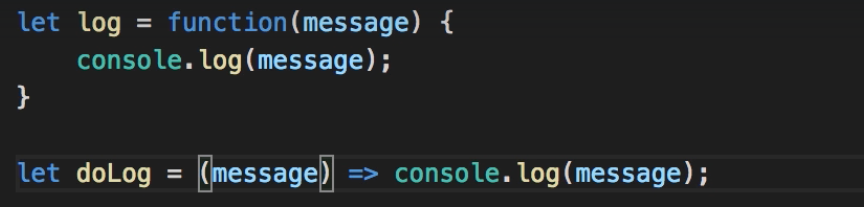 let log = function(message) {
    console.log(message);
}
let doLog = (message) => console.log(message);